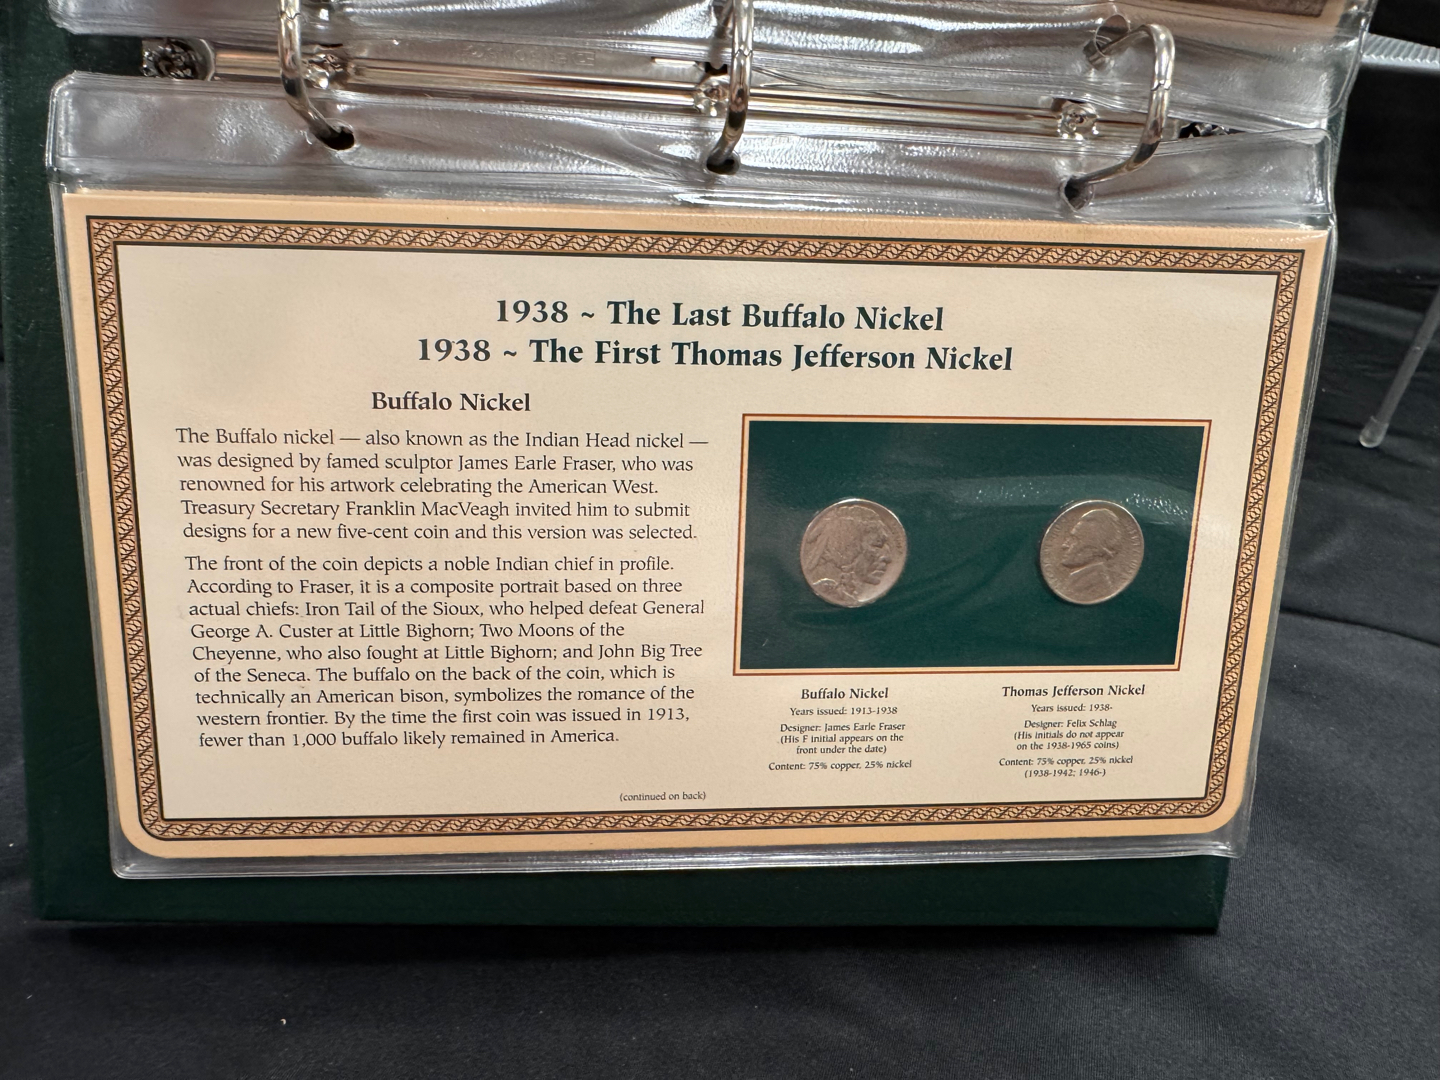 1938 ~ The Last Buffalo Nickel
1938 ~ The First Thomas Jefferson Nickel
Buffalo Nickel
The Buffalo nickel — also known as the Indian Head nickel —
was designed by famed sculptor James Earle Fraser, who was
renowned for his artwork celebrating the American West.
Treasury Secretary Franklin MacVeagh invited him to submit
designs for a new five-cent coin and this version was selected.
The front of the coin depicts a noble Indian chief in profile.
According to Fraser, it is a composite portrait based on three
actual chiefs: Iron Tail of the Sioux, who helped defeat General
George A. Custer at Little Bighorn; Two Moons of the
Cheyenne, who also fought at Little Bighorn; and John Big Tree
of the Seneca. The buffalo on the back of the coin, which is
technically an American bison, symbolizes the romance of the
western frontier. By the time the first coin was issued in 1913,
fewer than 1,000 buffalo likely remained in America.
(continued on back)
Buffalo Nickel
Years issued: 1913-1938
Designer: James Earle Fraser
(His F initial appears on the
front under the date)
Content: 75% copper, 25% nickel
Thomas Jefferson Nickel
Years issued: 1938-
Designer: Felix Schlag
(His initials do not appear
on the 1938-1965 coins)
Content: 75% copper, 25% nickel
(1938-1942; 1946-)